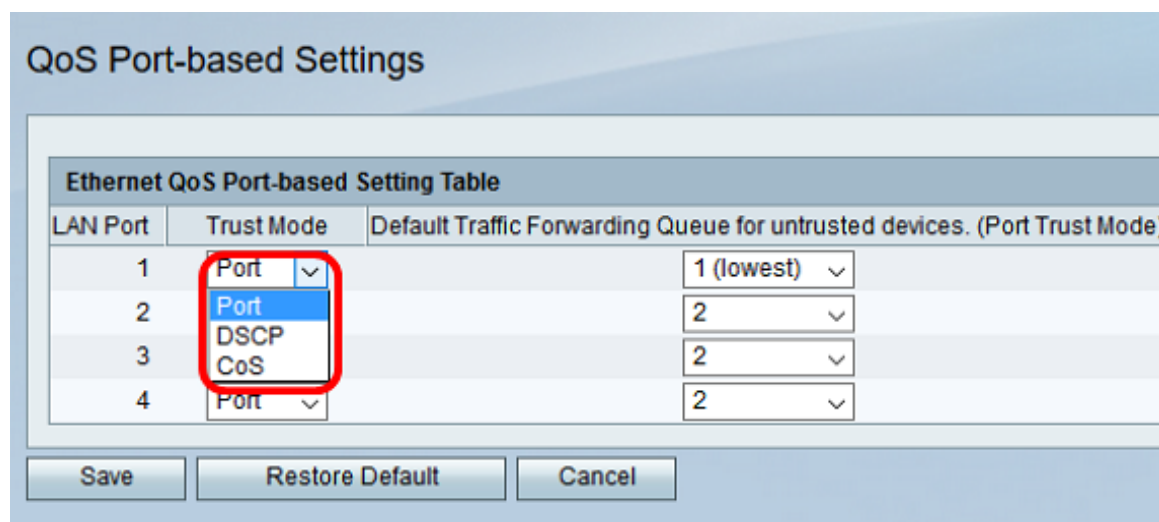 QoS Port-based Settings
Ethernet QoS Port-based Setting Table
LAN Port Trust Mode Default Traffic Forwarding Queue for untrusted devices. (Port Trust Mode)
1 Port 1 (lowest)
2 Port 2
DSCP
3 CoS 2
4 Port 2
Save Restore Default Cancel